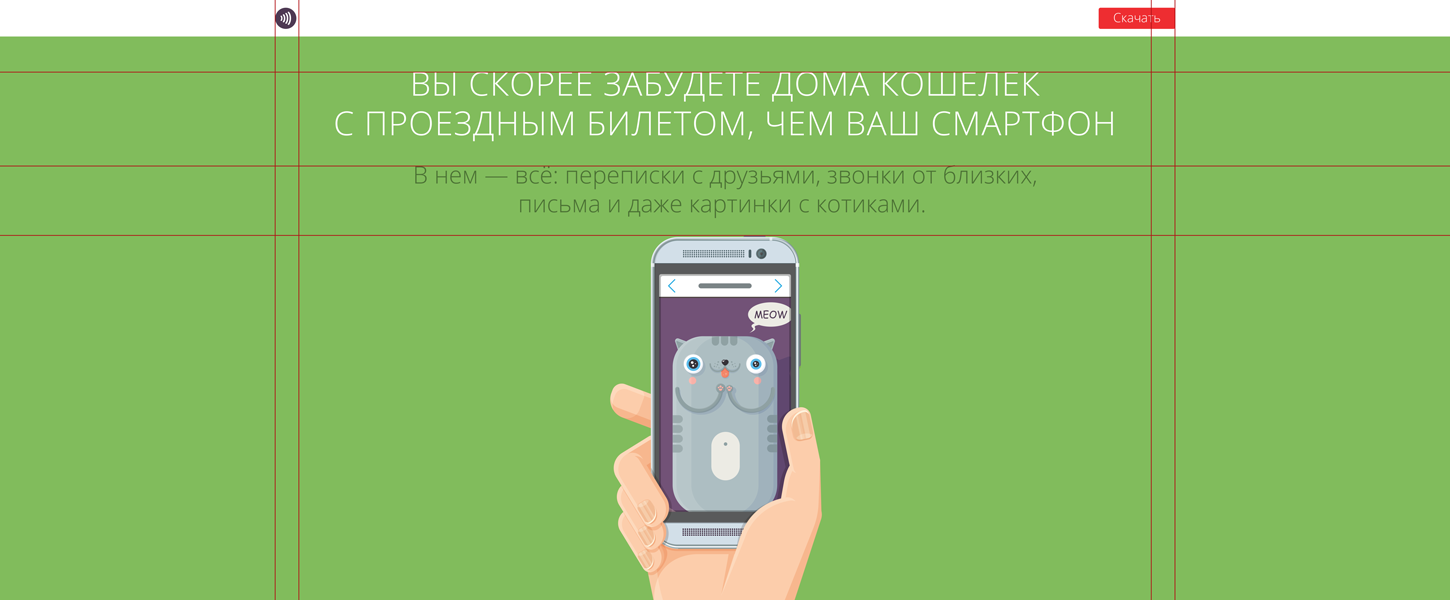 Скачать
ВЫ СКОРЕЕ ЗАБУДЕТЕ ДОМА КОШЕЛЕК
С ПРОЕЗДНЫМ БИЛЕТОМ, ЧЕМ ВАШ СМАРТФОН
В нем — всё: переписки с друзьями, звонки от близких,
письма и даже картинки с котиками.
MEOW